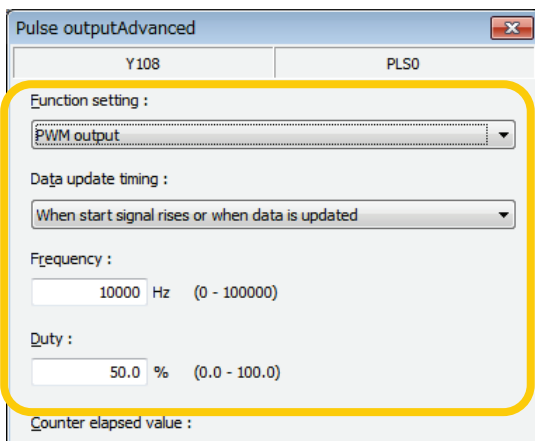 Pulse outputAdvanced
Y108 PLS0
Function setting :
PWM output
Data update timing :
When start signal rises or when data is updated
Frequency :
10000 Hz (0 - 100000)
Duty :
50.0 % (0.0 - 100.0)
Counter elapsed value :